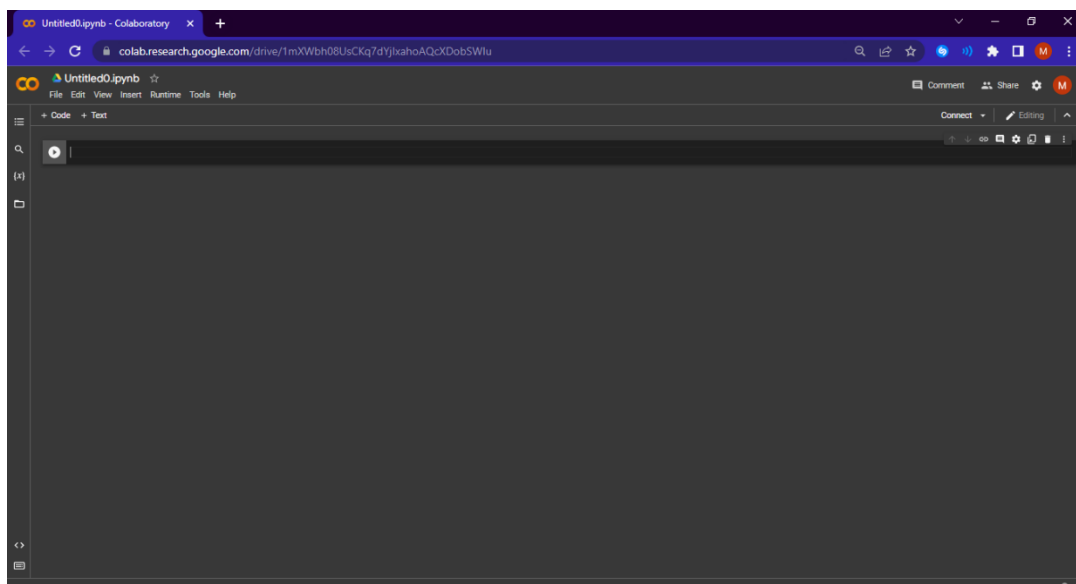 Untitled0.ipynb - Colaboratory
colab.research.google.com/drive/1mXWbh08UsCKq7dYjlxahoAQcXDobSWlu
M
Untitled0.ipynb
File Edit View Insert Runtime Tools Help
Comment Share M
+ Code + Text
Connect Editing
{x}